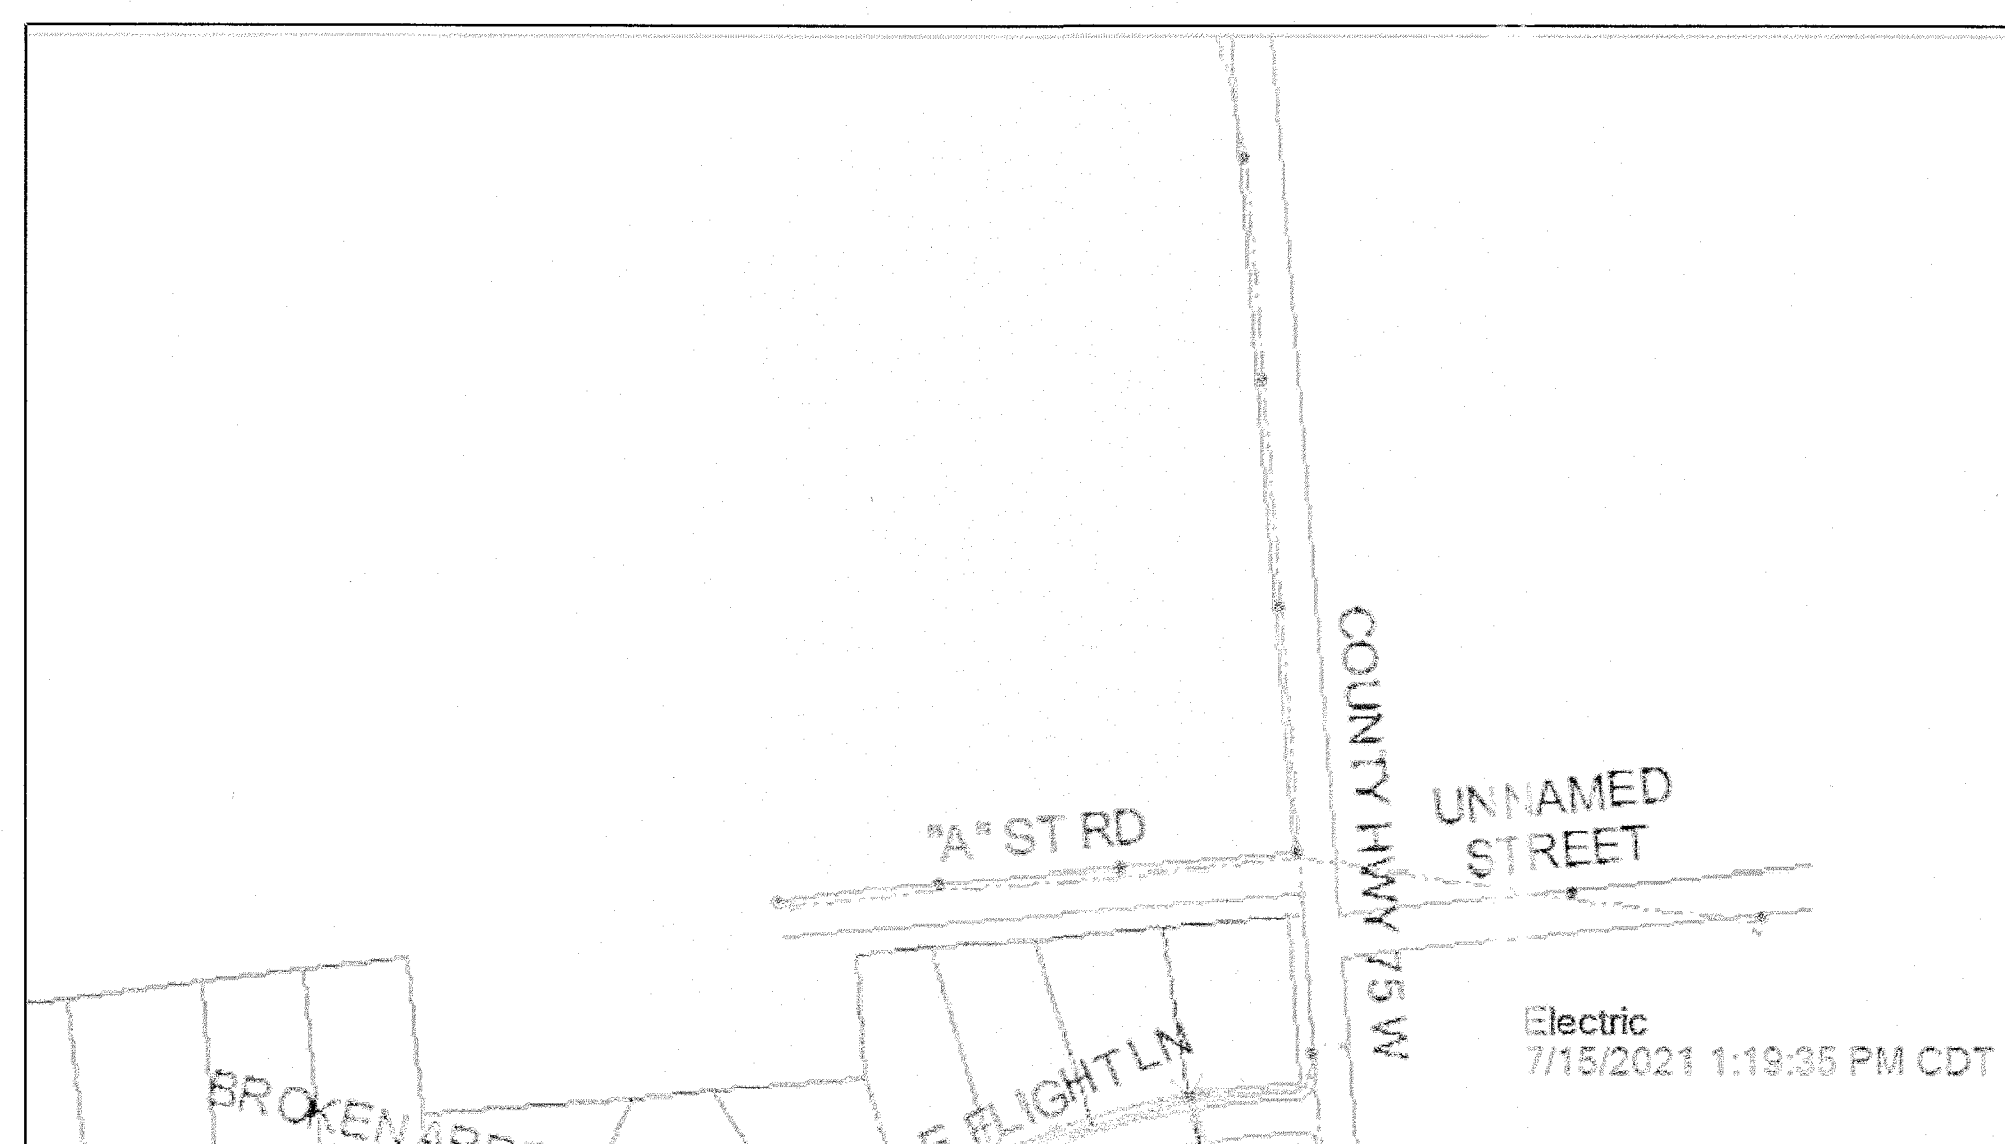 COUNTY HWY 75 W
UNNAMED
STREET
"A" ST RD
Electric
7/15/2021 1:19:35 PM CDT
E FLIGHT LN
BROKEN